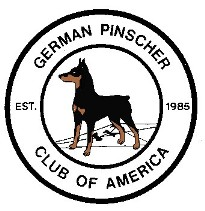 GERMAN PINSCHER
EST. 1985
CLUB OF AMERICA